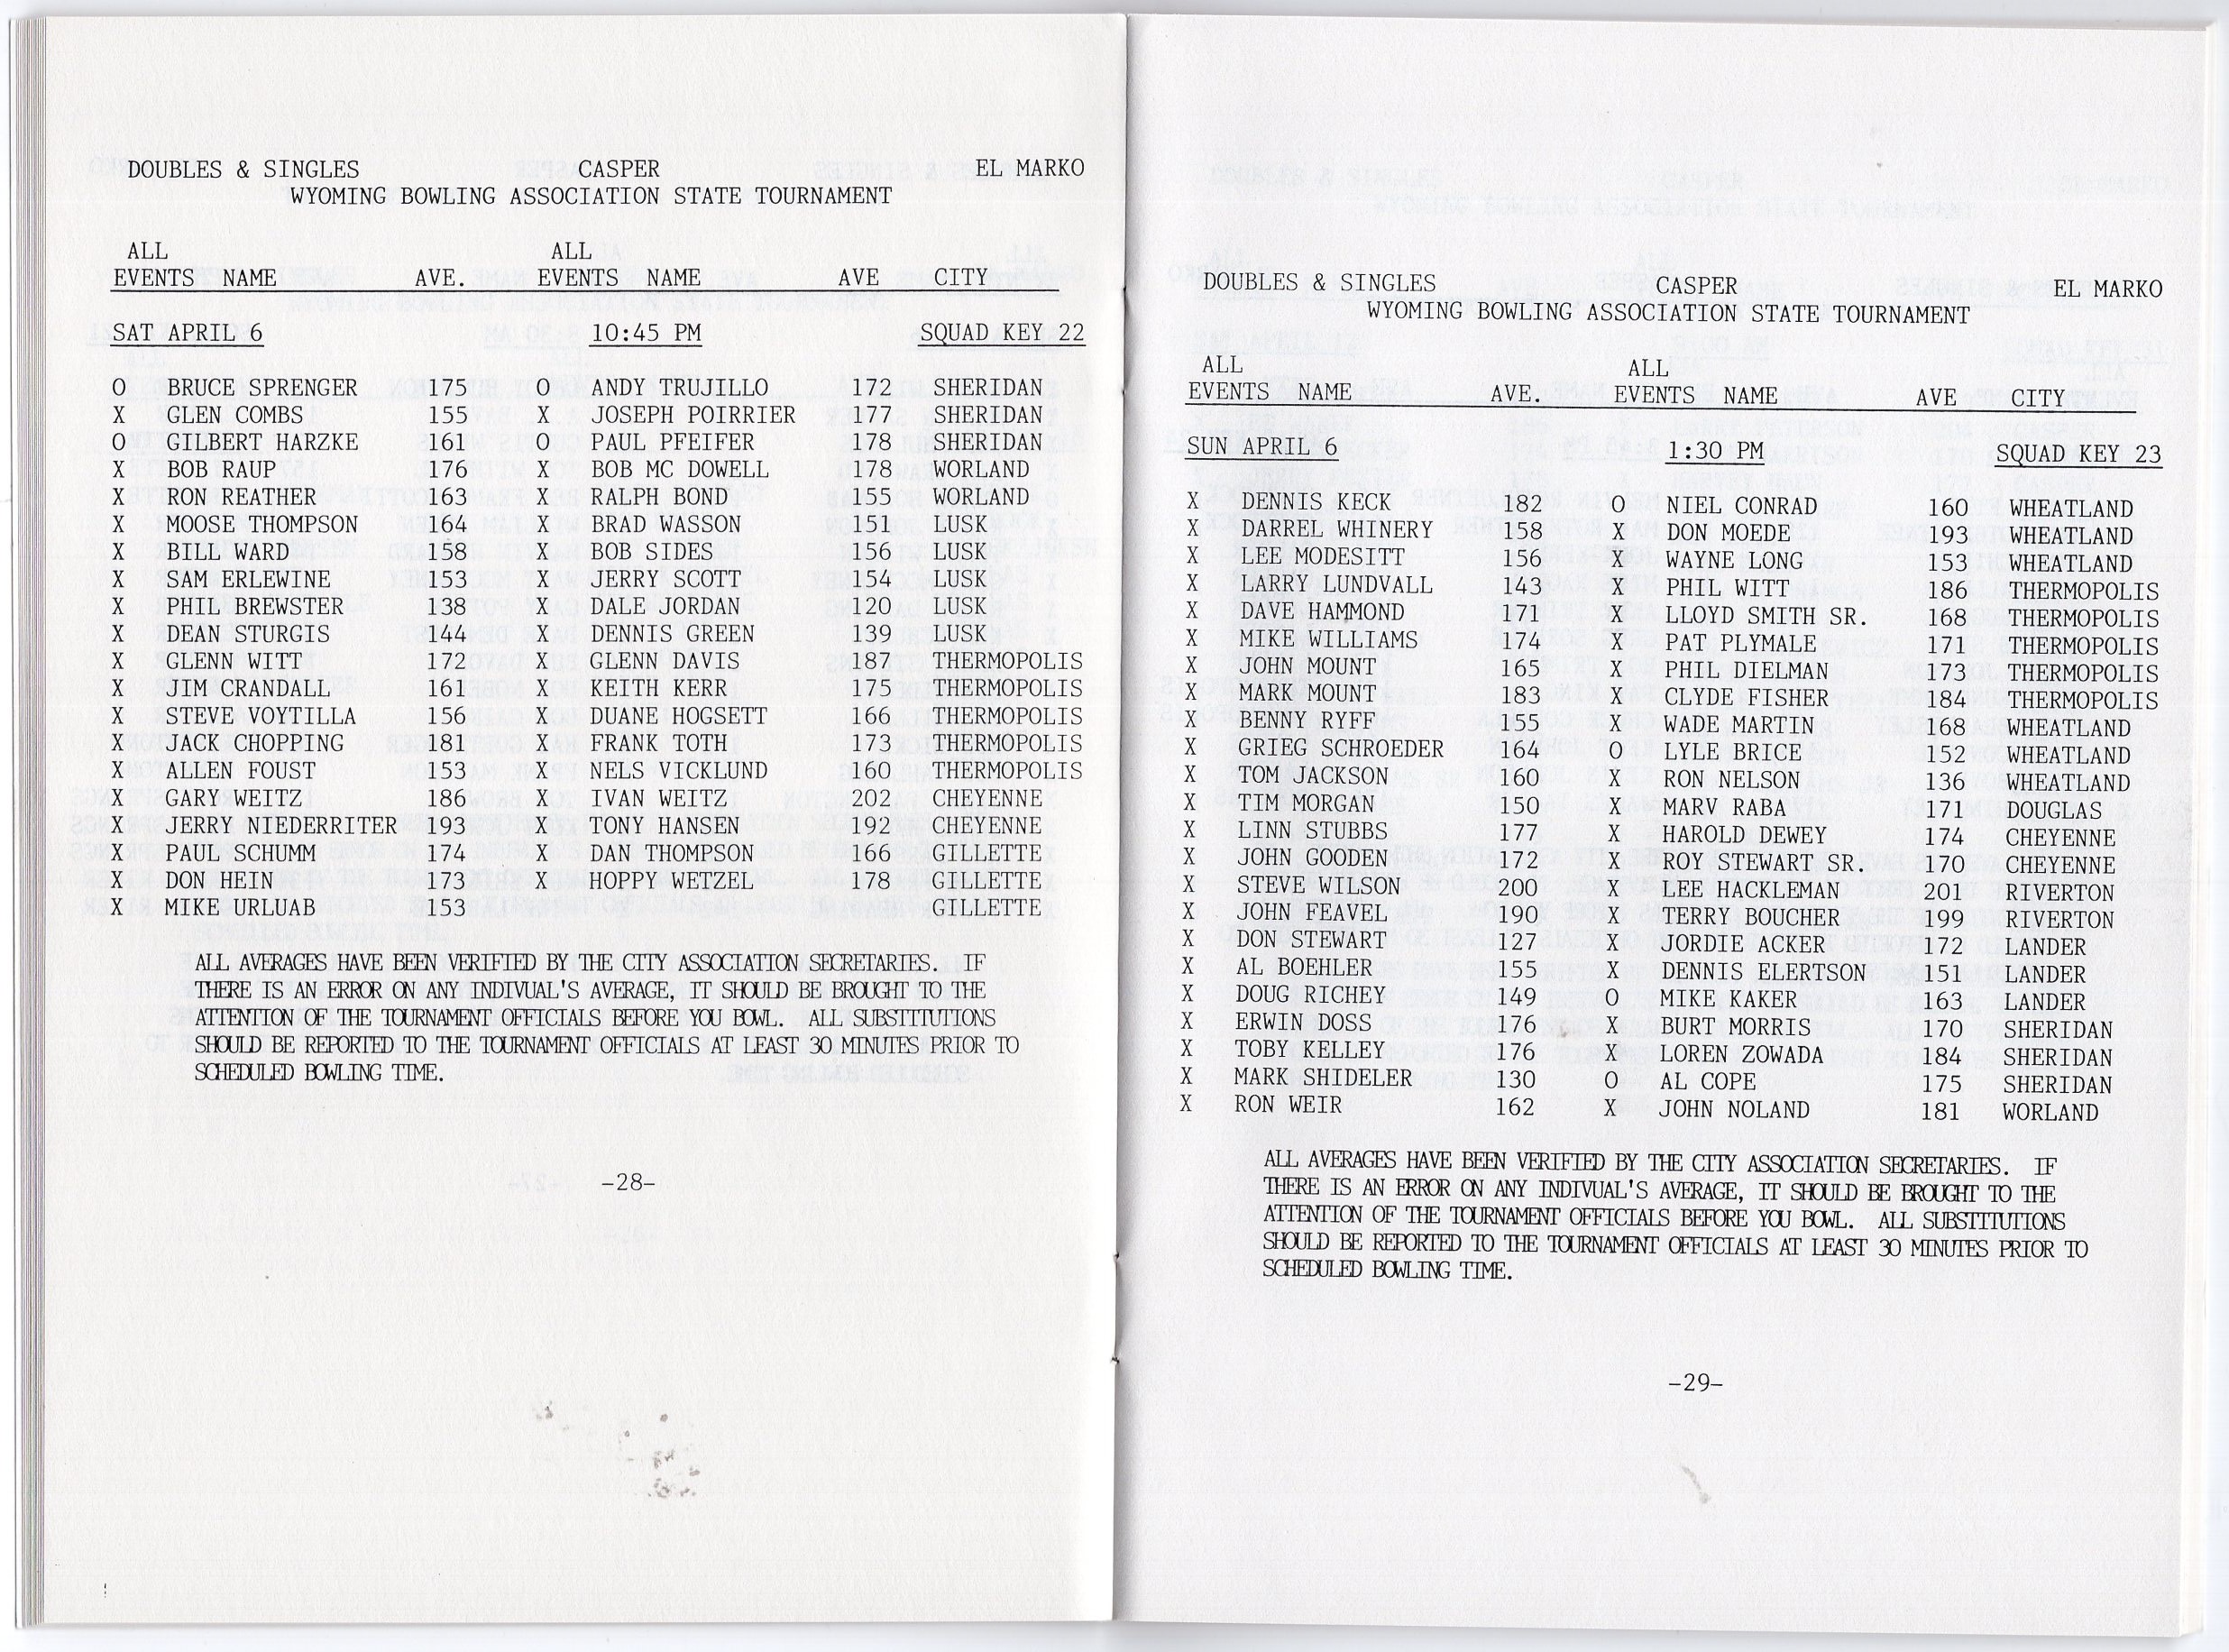 DOUBLES & SINGLES CASPER EL MARKO
WYOMING BOWLING ASSOCIATION STATE TOURNAMENT
ALL ALL
EVENTS NAME AVE. EVENTS NAME AVE CITY
SAT APRIL 6 10:45 PM SQUAD KEY 22
O BRUCE SPRENGER 175 O ANDY TRUJILLO 172 SHERIDAN
X GLEN COMBS 155 X JOSEPH POIRRIER 177 SHERIDAN
O GILBERT HARZKE 161 O PAUL PFEIFER 178 SHERIDAN
X BOB RAUP 176 X BOB MC DOWELL 178 WORLAND
X RON REATHER 163 X RALPH BOND 155 WORLAND
X MOOSE THOMPSON 164 X BRAD WASSON 151 LUSK
X BILL WARD 158 X BOB SIDES 156 LUSK
X SAM ERLEWINE 153 X JERRY SCOTT 154 LUSK
X PHIL BREWSTER 138 X DALE JORDAN 120 LUSK
X DEAN STURGIS 144 X DENNIS GREEN 139 LUSK
X GLENN WITT 172 X GLENN DAVIS 187 THERMOPOLIS
X JIM CRANDALL 161 X KEITH KERR 175 THERMOPOLIS
X STEVE VOYTILLA 156 X DUANE HOGSETT 166 THERMOPOLIS
X JACK CHOPPING 181 X FRANK TOTH 173 THERMOPOLIS
X ALLEN FOUST 153 X NELS VICKLUND 160 THERMOPOLIS
X GARY WEITZ 186 X IVAN WEITZ 202 CHEYENNE
X JERRY NIEDERRITER 193 X TONY HANSEN 192 CHEYENNE
X PAUL SCHUMM 174 X DAN THOMPSON 166 GILLETTE
X DON HEIN 173 X HOPPY WETZEL 178 GILLETTE
X MIKE URLUAB 153 GILLETTE
ALL AVERAGES HAVE BEEN VERIFIED BY THE CITY ASSOCIATION SECRETARIES. IF
THERE IS AN ERROR ON ANY INDIVUAL'S AVERAGE, IT SHOULD BE BROUGHT TO THE
ATTENTION OF THE TOURNAMENT OFFICIALS BEFORE YOU BOWL. ALL SUBSTITUTIONS
SHOULD BE REPORTED TO THE TOURNAMENT OFFICIALS AT LEAST 30 MINUTES PRIOR TO
SCHEDULED BOWLING TIME.
-28-
DOUBLES & SINGLES CASPER EL MARKO
WYOMING BOWLING ASSOCIATION STATE TOURNAMENT
ALL ALL
EVENTS NAME AVE. EVENTS NAME AVE CITY
SUN APRIL 6 1:30 PM SQUAD KEY 23
X DENNIS KECK 182 O NIEL CONRAD 160 WHEATLAND
X DARREL WHINERY 158 X DON MOEDE 193 WHEATLAND
X LEE MODESITT 156 X WAYNE LONG 153 WHEATLAND
X LARRY LUNDVALL 143 X PHIL WITT 186 THERMOPOLIS
X DAVE HAMMOND 171 X LLOYD SMITH SR. 168 THERMOPOLIS
X MIKE WILLIAMS 174 X PAT PLYMALE 171 THERMOPOLIS
X JOHN MOUNT 165 X PHIL DIELMAN 173 THERMOPOLIS
X MARK MOUNT 183 X CLYDE FISHER 184 THERMOPOLIS
X BENNY RYFF 155 X WADE MARTIN 168 WHEATLAND
X GRIEG SCHROEDER 164 O LYLE BRICE 152 WHEATLAND
X TOM JACKSON 160 X RON NELSON 136 WHEATLAND
X TIM MORGAN 150 X MARV RABA 171 DOUGLAS
X LINN STUBBS 177 X HAROLD DEWEY 174 CHEYENNE
X JOHN GOODEN 172 X ROY STEWART SR. 170 CHEYENNE
X STEVE WILSON 200 X LEE HACKLEMAN 201 RIVERTON
X JOHN FEAVEL 190 X TERRY BOUCHER 199 RIVERTON
X DON STEWART 127 X JORDIE ACKER 172 LANDER
X AL BOEHLER 155 X DENNIS ELERTSON 151 LANDER
X DOUG RICHEY 149 O MIKE KAKER 163 LANDER
X ERWIN DOSS 176 X BURT MORRIS 170 SHERIDAN
X TOBY KELLEY 176 X LOREN ZOWADA 184 SHERIDAN
X MARK SHIDELER 130 O AL COPE 175 SHERIDAN
X RON WEIR 162 X JOHN NOLAND 181 WORLAND
ALL AVERAGES HAVE BEEN VERIFIED BY THE CITY ASSOCIATION SECRETARIES. IF
THERE IS AN ERROR ON ANY INDIVUAL'S AVERAGE, IT SHOULD BE BROUGHT TO THE
ATTENTION OF THE TOURNAMENT OFFICIALS BEFORE YOU BOWL. ALL SUBSTITUTIONS
SHOULD BE REPORTED TO THE TOURNAMENT OFFICIALS AT LEAST 30 MINUTES PRIOR TO
SCHEDULED BOWLING TIME.
-29-